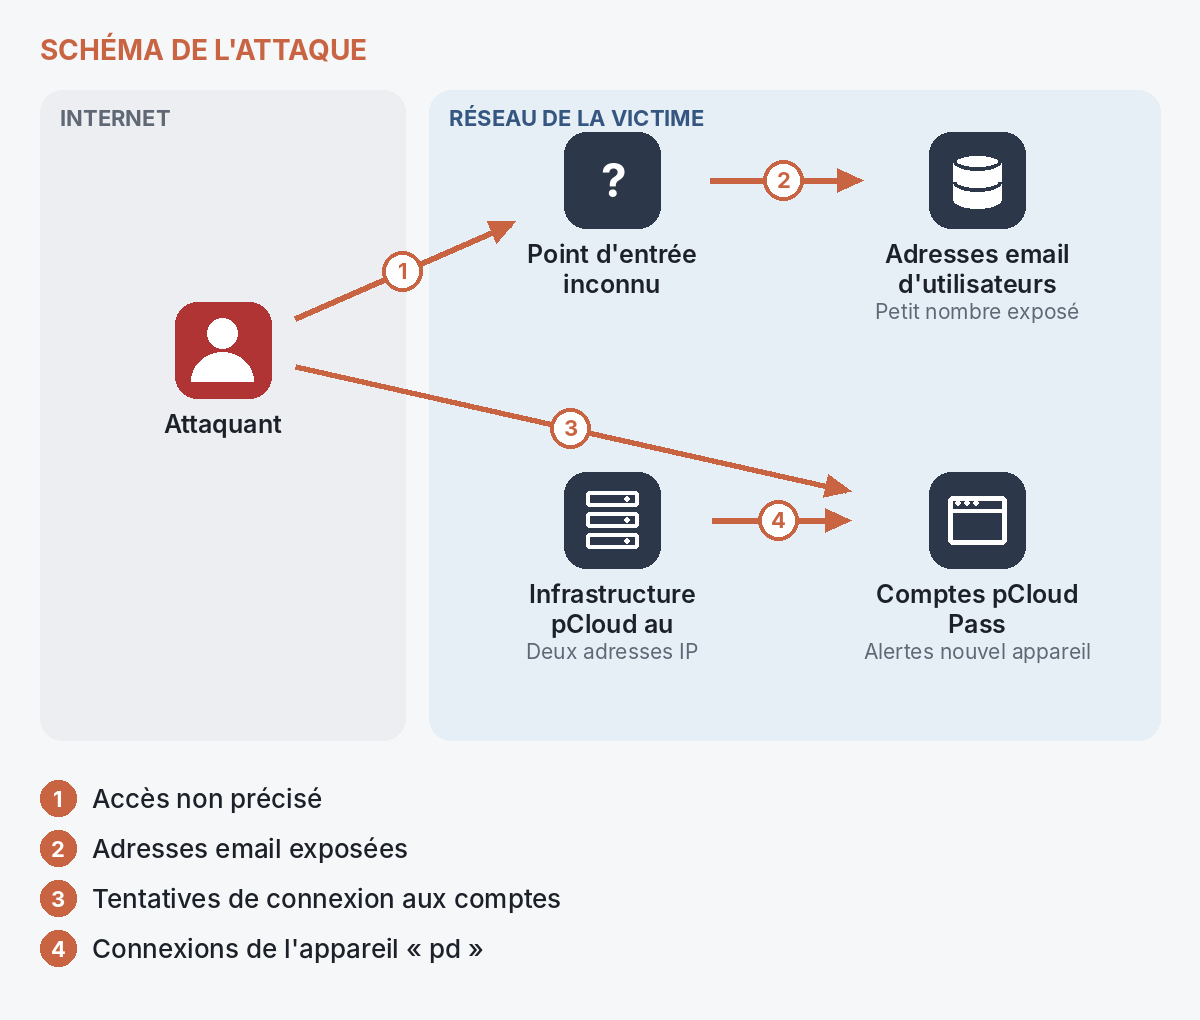 SCHÉMA DE L'ATTAQUE
INTERNET
RÉSEAU DE LA VICTIME
?
2
Point d'entrée
inconnu
Adresses email
d'utilisateurs
Petit nombre exposé
1
Attaquant
3
4
Infrastructure
pCloud au
Deux adresses IP
Comptes pCloud
Pass
Alertes nouvel appareil
1 Accès non précisé
2 Adresses email exposées
3 Tentatives de connexion aux comptes
4 Connexions de l'appareil « pd »